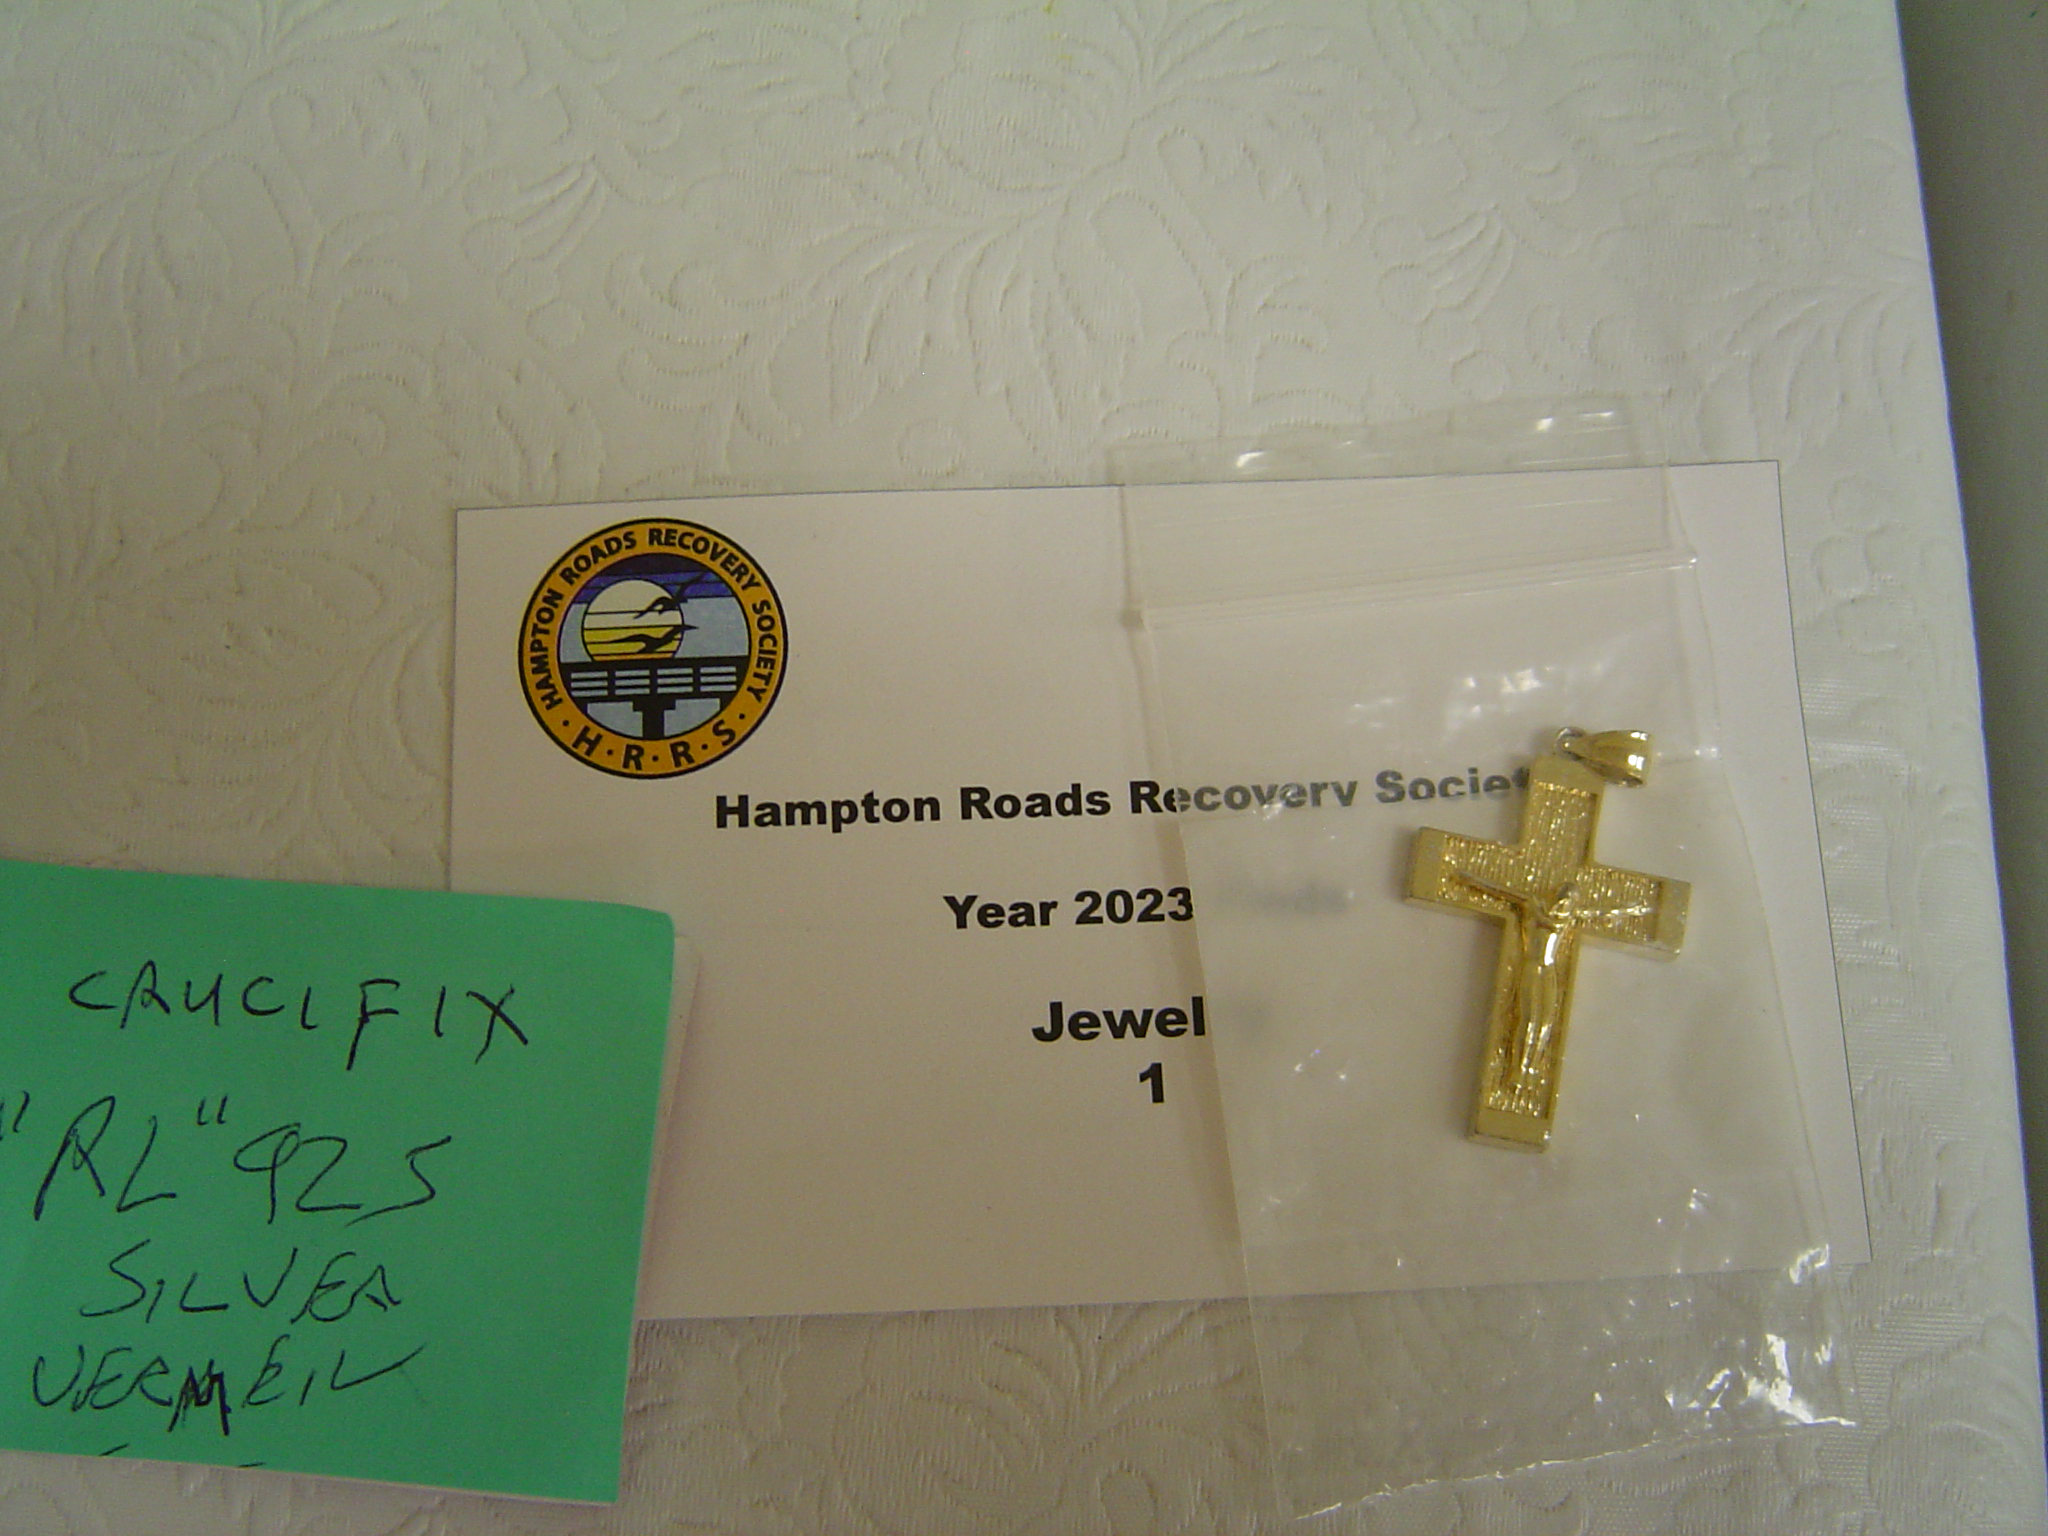 HAMPTON ROADS RECOVERY SOCIETY
· H · R · R · S ·
Hampton Roads Recovery Societ
Year 2023
Jewel
1
CRUCIFIX
"RL" 925
SILVER
VERMEIL